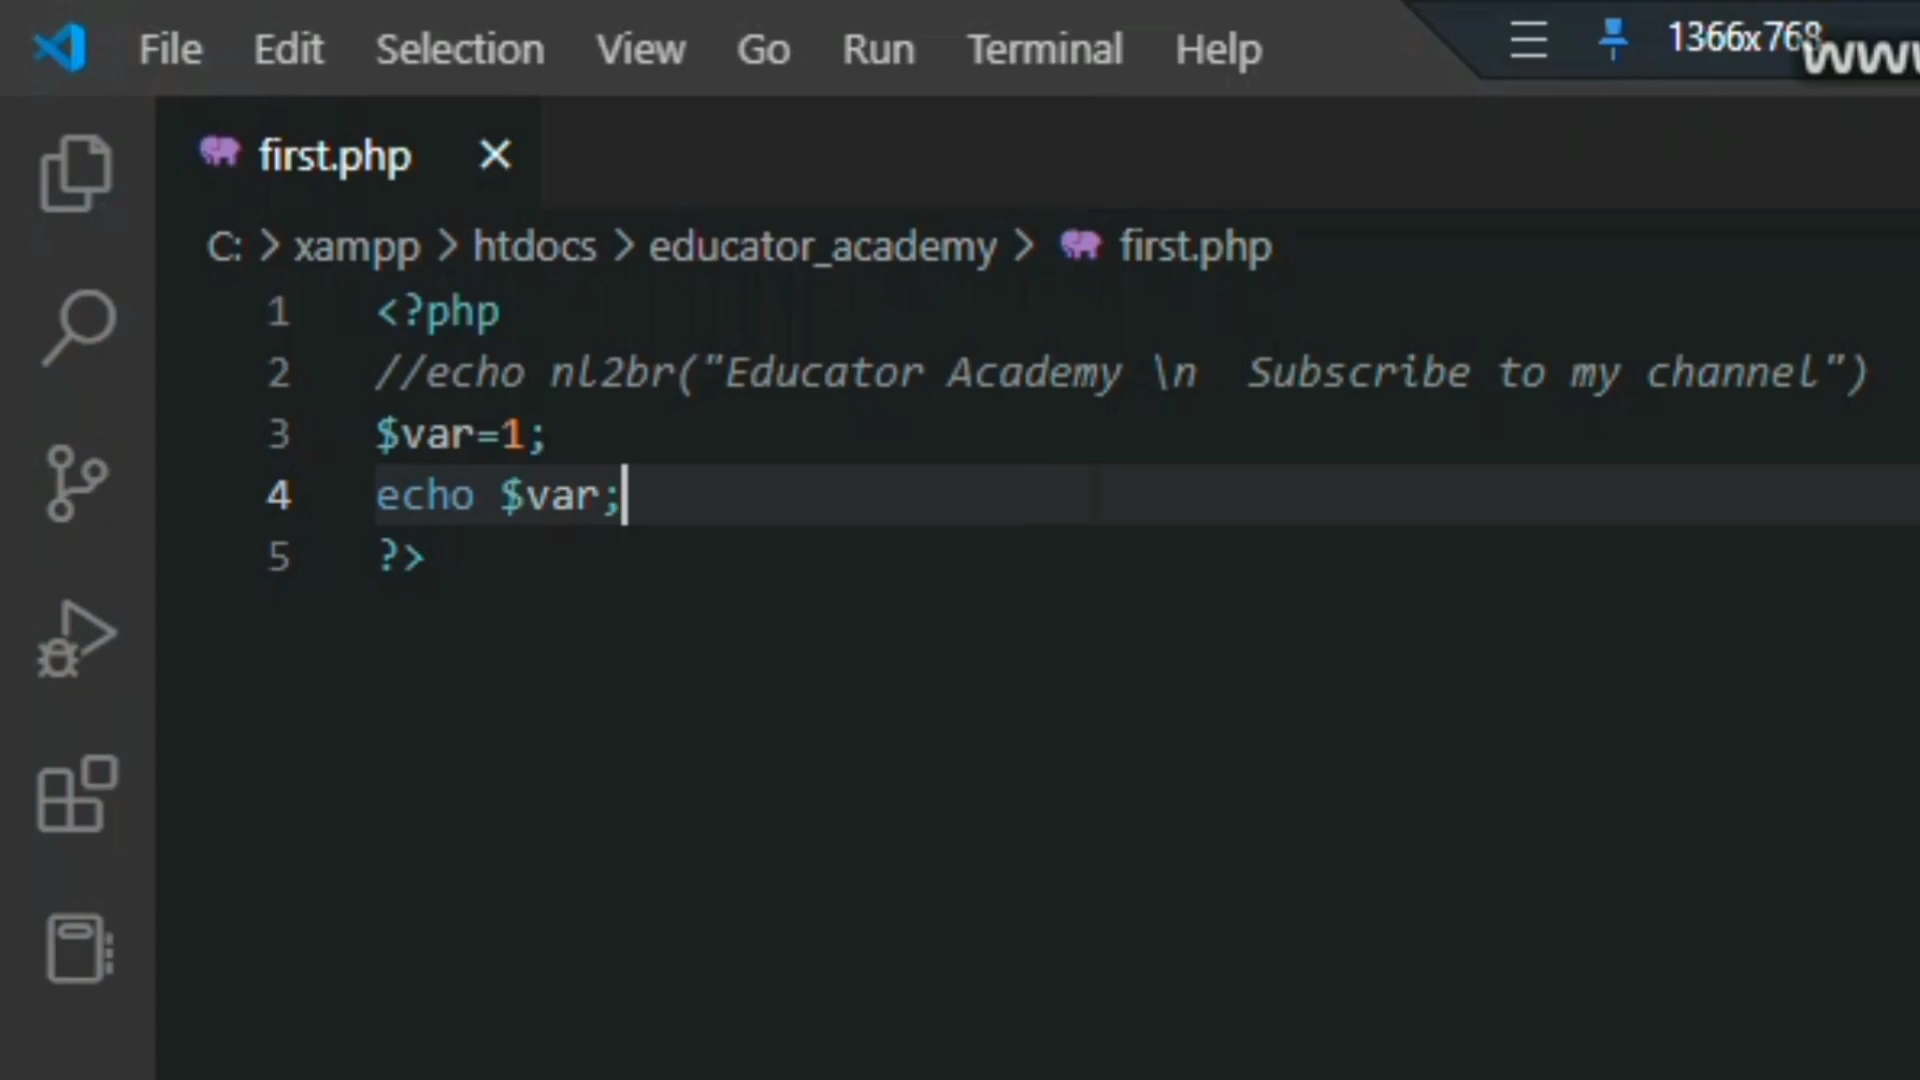 File Edit Selection View Go Run Terminal Help 1366x768
first.php
C: > xampp > htdocs > educator_academy > first.php
1 <?php
2 //echo nl2br("Educator Academy \n  Subscribe to my channel")
3 $var=1;
4 echo $var;
5 ?>